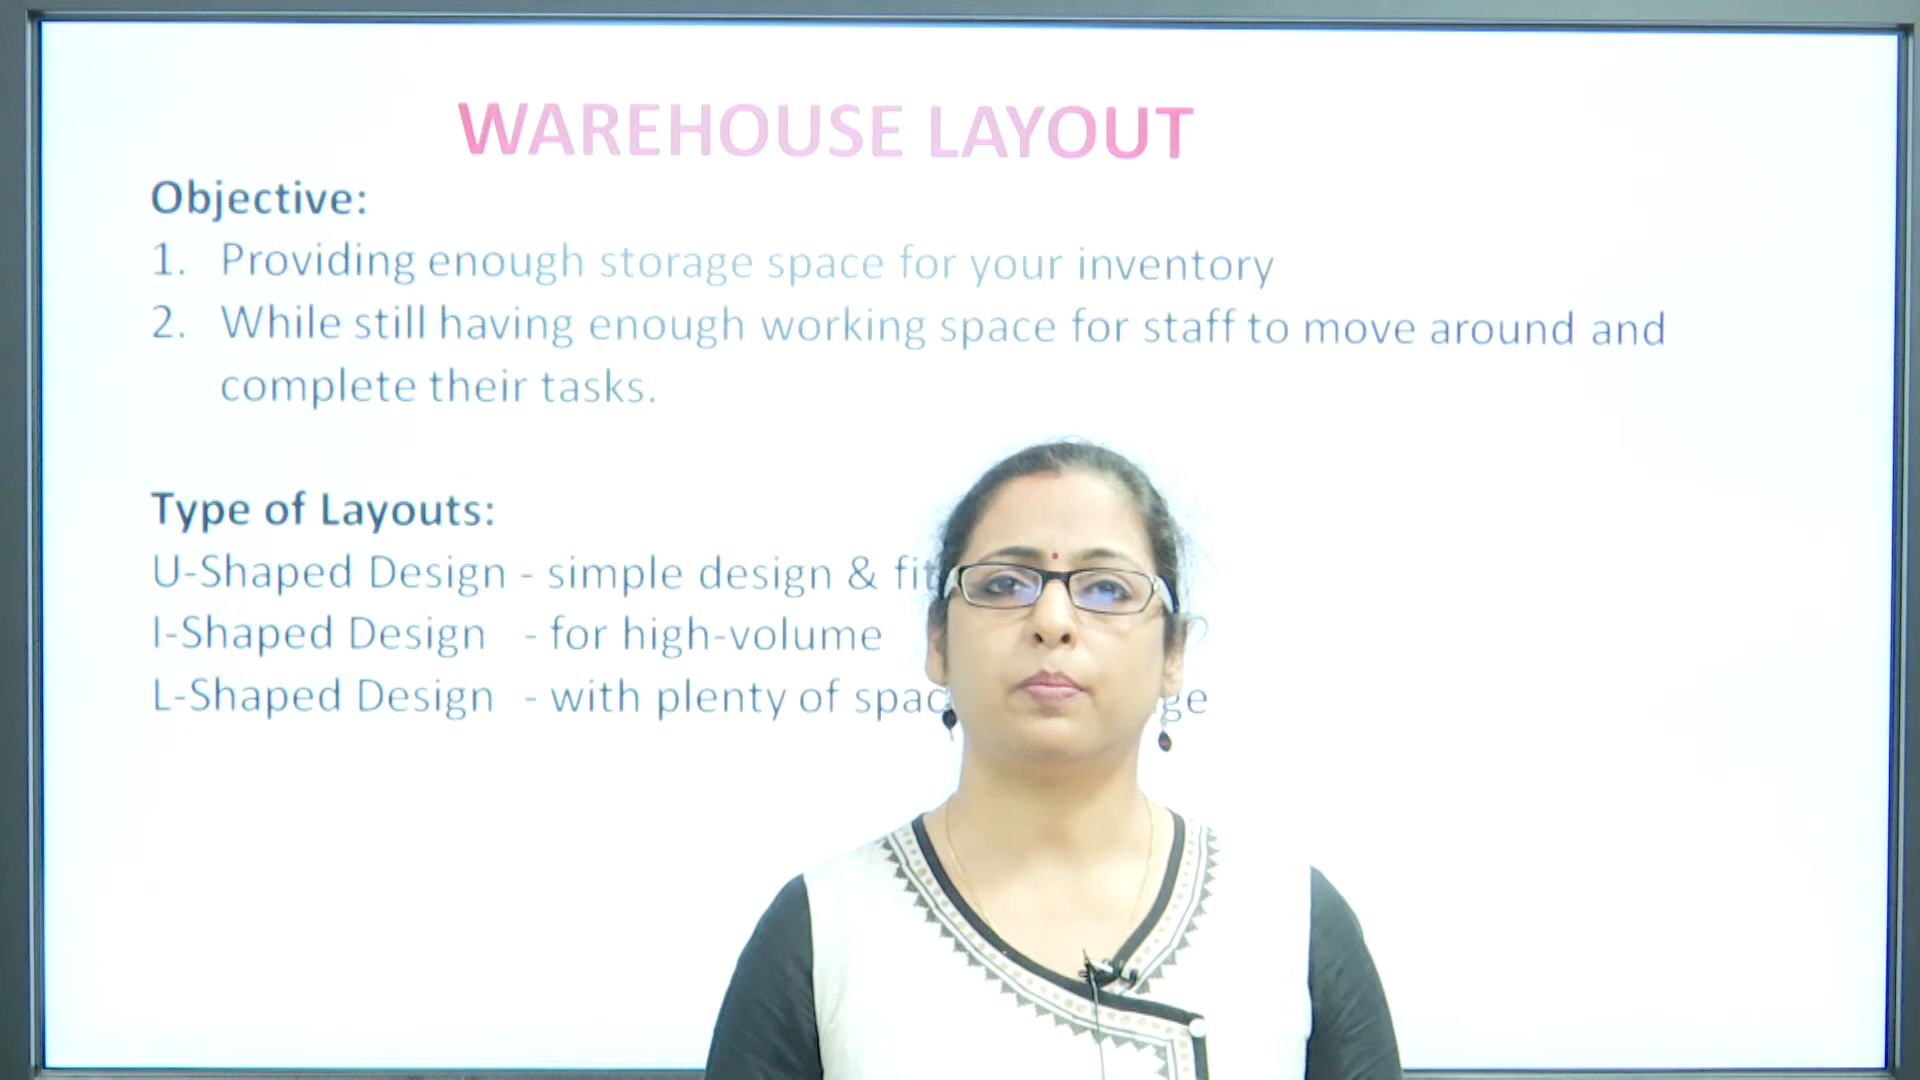 WAREHOUSE LAYOUT
Objective:
1. Providing enough storage space for your inventory
2. While still having enough working space for staff to move around and
complete their tasks.
Type of Layouts:
U-Shaped Design - simple design &
I-Shaped Design - for high-volume
L-Shaped Design - with plenty of